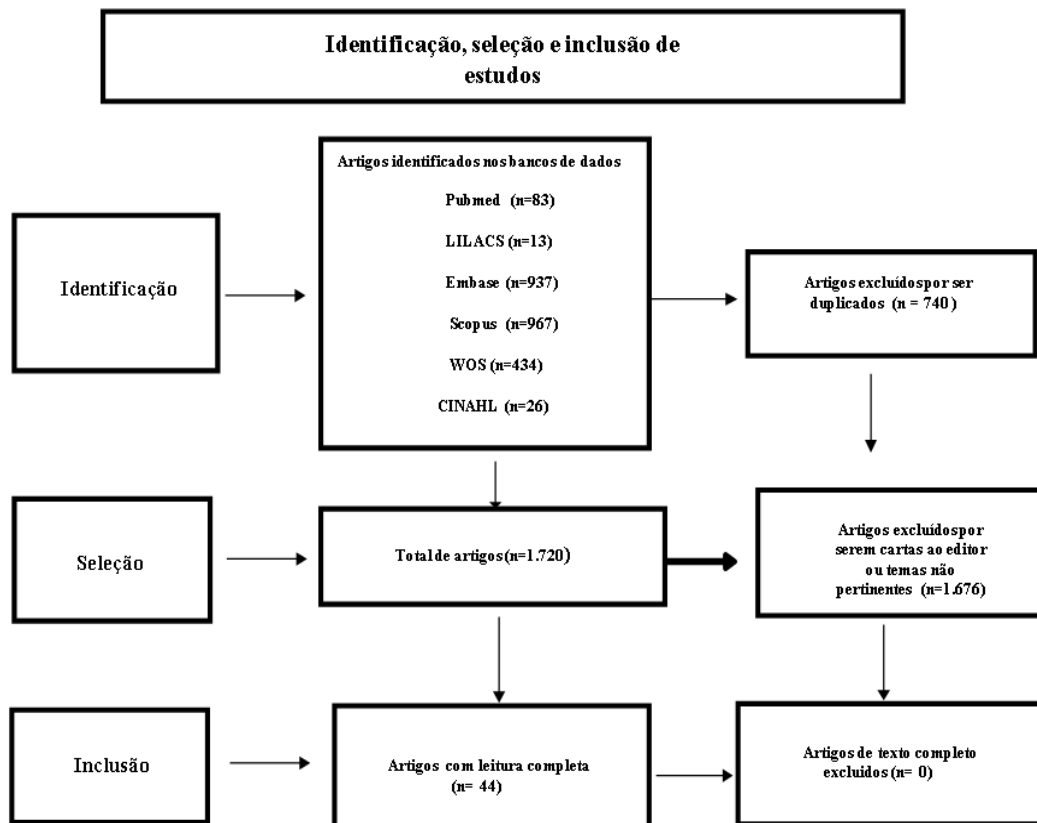 Identificação, seleção e inclusão de
estudos
Artigos identificados nos bancos de dados
Pubmed (n=83)
LILACS (n=13)
Embase (n=937)
Scopus (n=967)
WOS (n=434)
CINAHL (n=26)
Identificação
Artigos excluídos por ser
duplicados (n = 740 )
Seleção
Total de artigos (n=1.720)
Artigos excluídos por
serem cartas ao editor
ou temas não
pertinentes (n=1.676)
Inclusão
Artigos com leitura completa
(n= 44)
Artigos de texto completo
excluidos (n= 0)